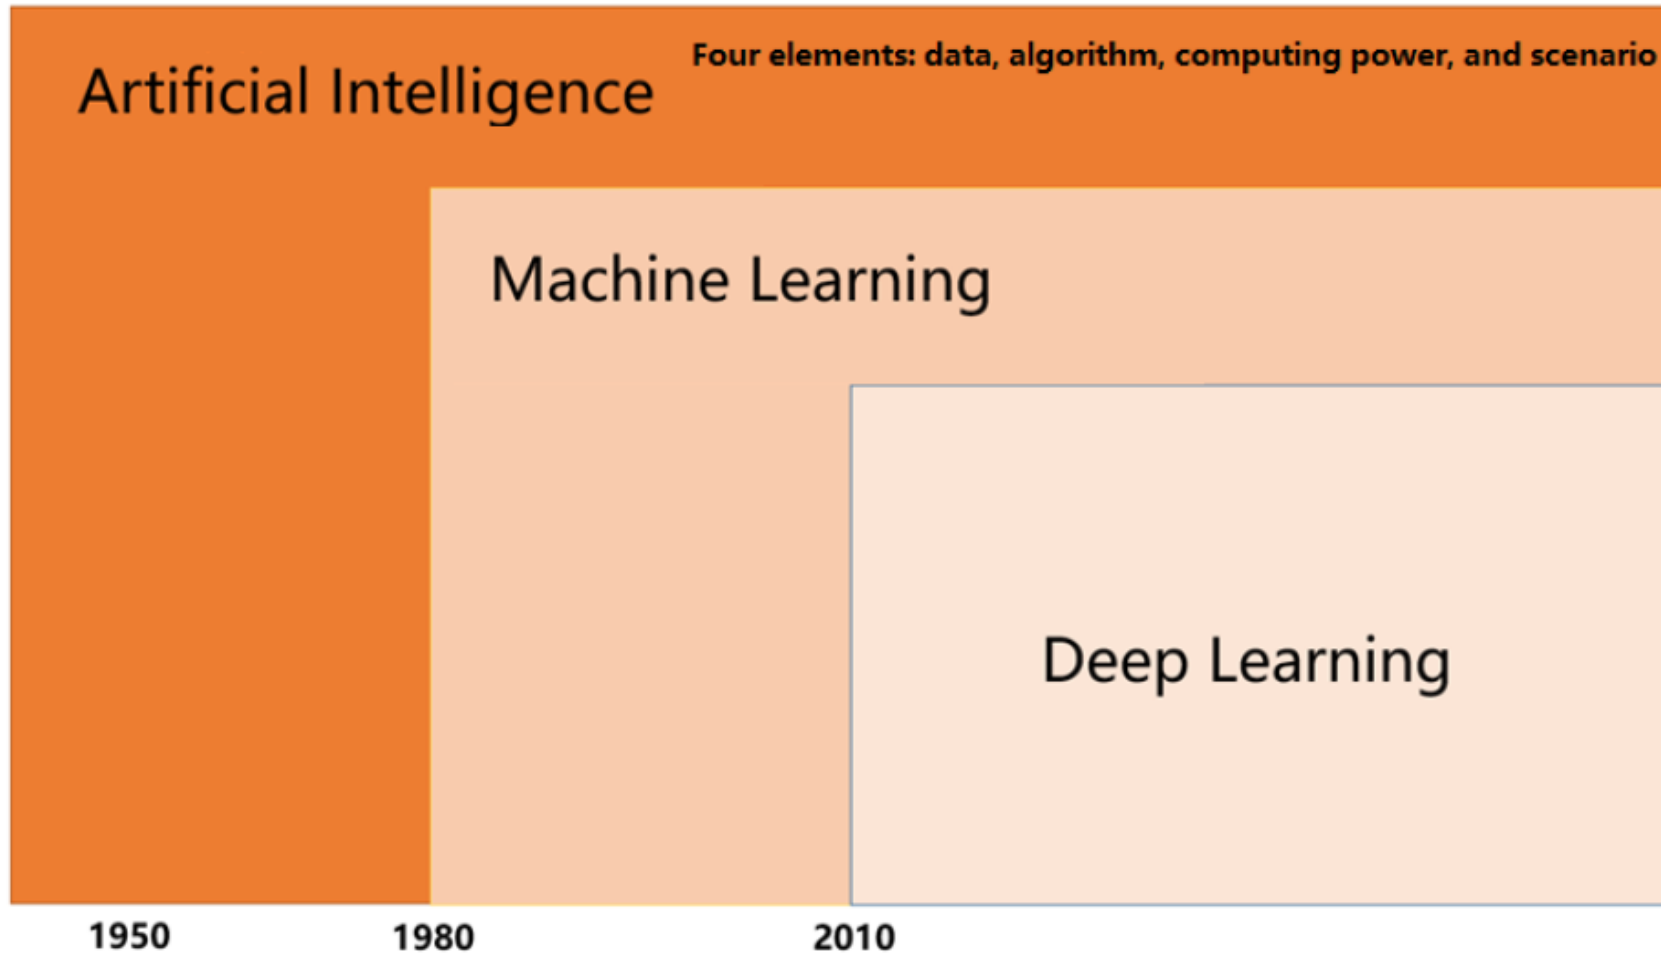 Artificial Intelligence
Four elements: data, algorithm, computing power, and scenario
Machine Learning
Deep Learning
1950
1980
2010